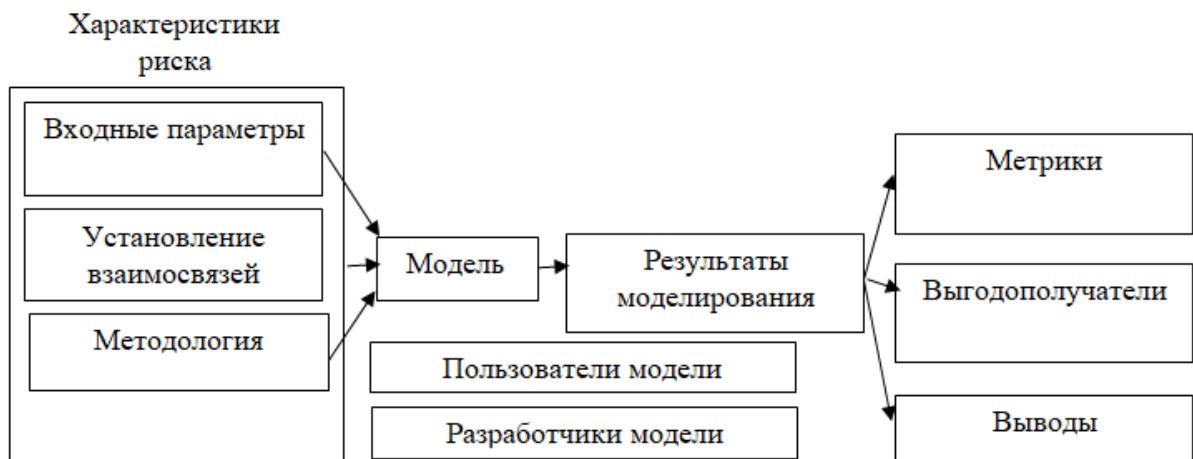 Характеристики
риска
Входные параметры
Установление
взаимосвязей
Методология
Модель
Результаты
моделирования
Пользователи модели
Разработчики модели
Метрики
Выгодополучатели
Выводы